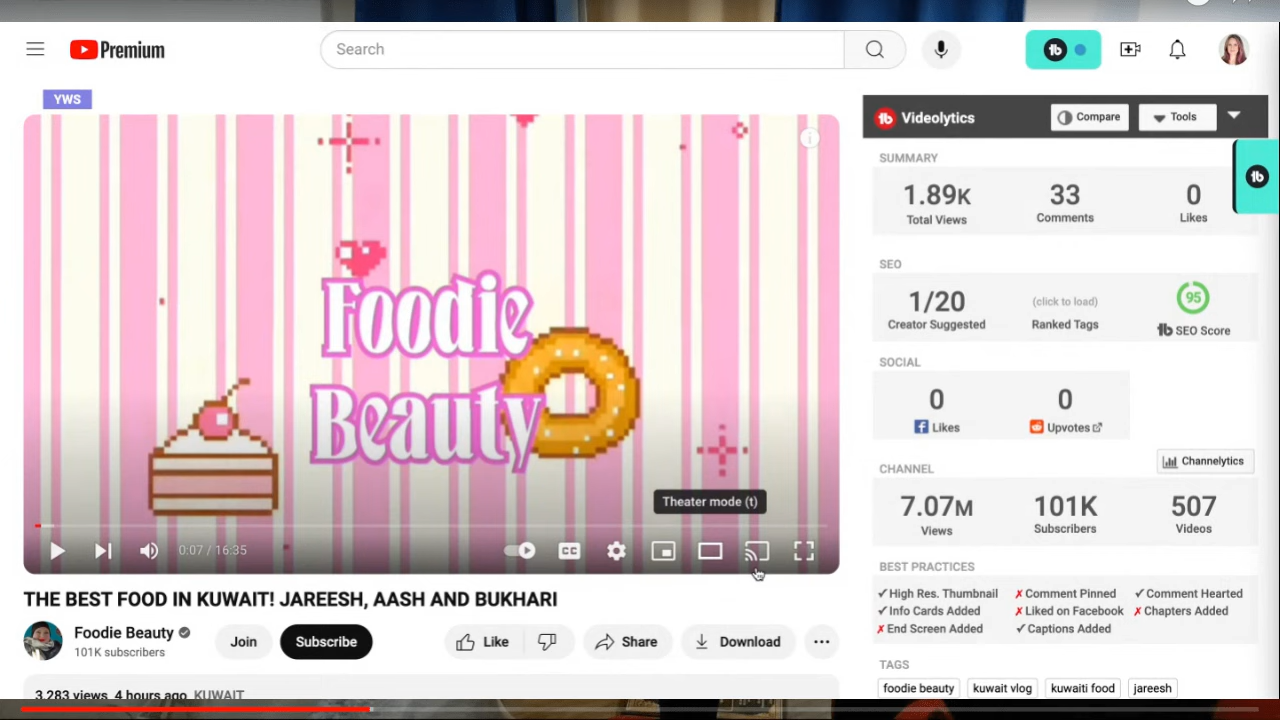 Premium
Search
YWS
Foodie
Beauty
Theater mode (t)
0:07 / 16:35
CC
THE BEST FOOD IN KUWAIT! JAREESH, AASH AND BUKHARI
Foodie Beauty
101K subscribers
Join
Subscribe
Like
Share
Download
3,283 views 4 hours ago KUWAIT
tb
tb Videolytics
Compare
Tools
tb
SUMMARY
1.89K
33
0
Total Views
Comments
Likes
SEO
1/20
(click to load)
95
Creator Suggested
Ranked Tags
tb SEO Score
SOCIAL
0
0
Likes
Upvotes
CHANNEL
Channelytics
7.07M
101K
507
Views
Subscribers
Videos
BEST PRACTICES
✓High Res. Thumbnail ✗Comment Pinned ✓Comment Hearted
✓Info Cards Added ✗Liked on Facebook ✗Chapters Added
✗End Screen Added ✓Captions Added
TAGS
foodie beauty kuwait vlog kuwaiti food jareesh